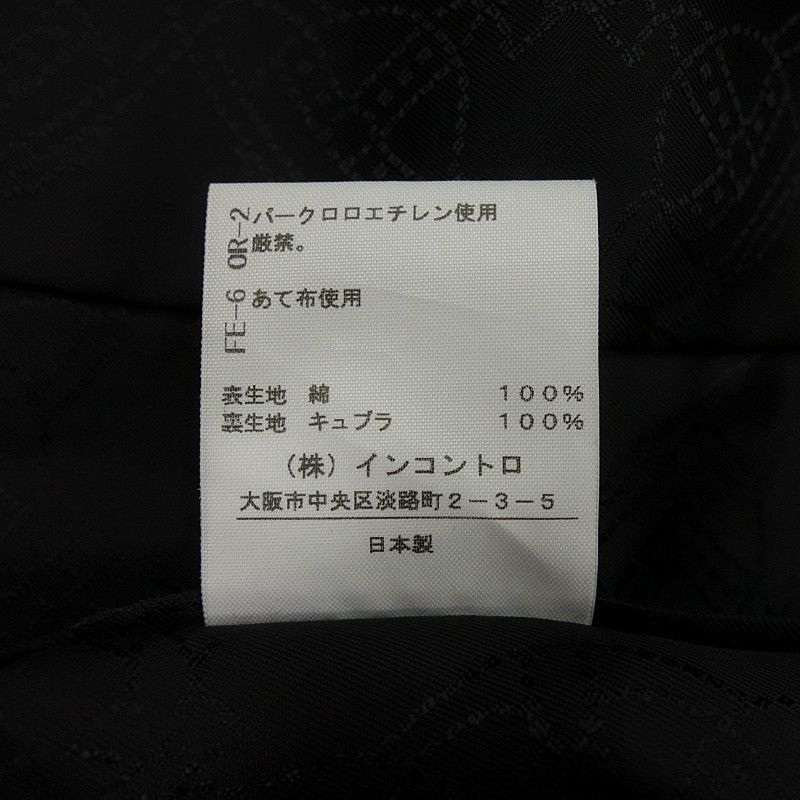 OR-2
パークロロエチレン使用
厳禁。
FE-6
あて布使用
表生地 綿 100%
裏生地 キュプラ 100%
(株)インコントロ
大阪市中央区淡路町2-3-5
日本製